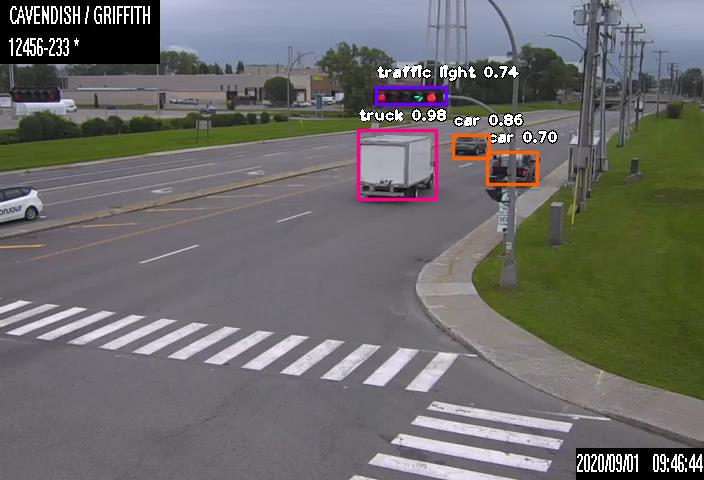 CAVENDISH / GRIFFITH
12456-233 *
traffic light 0.74
truck 0.98
car 0.86
car 0.70
BONJOUR
2020/09/01 09:46:44